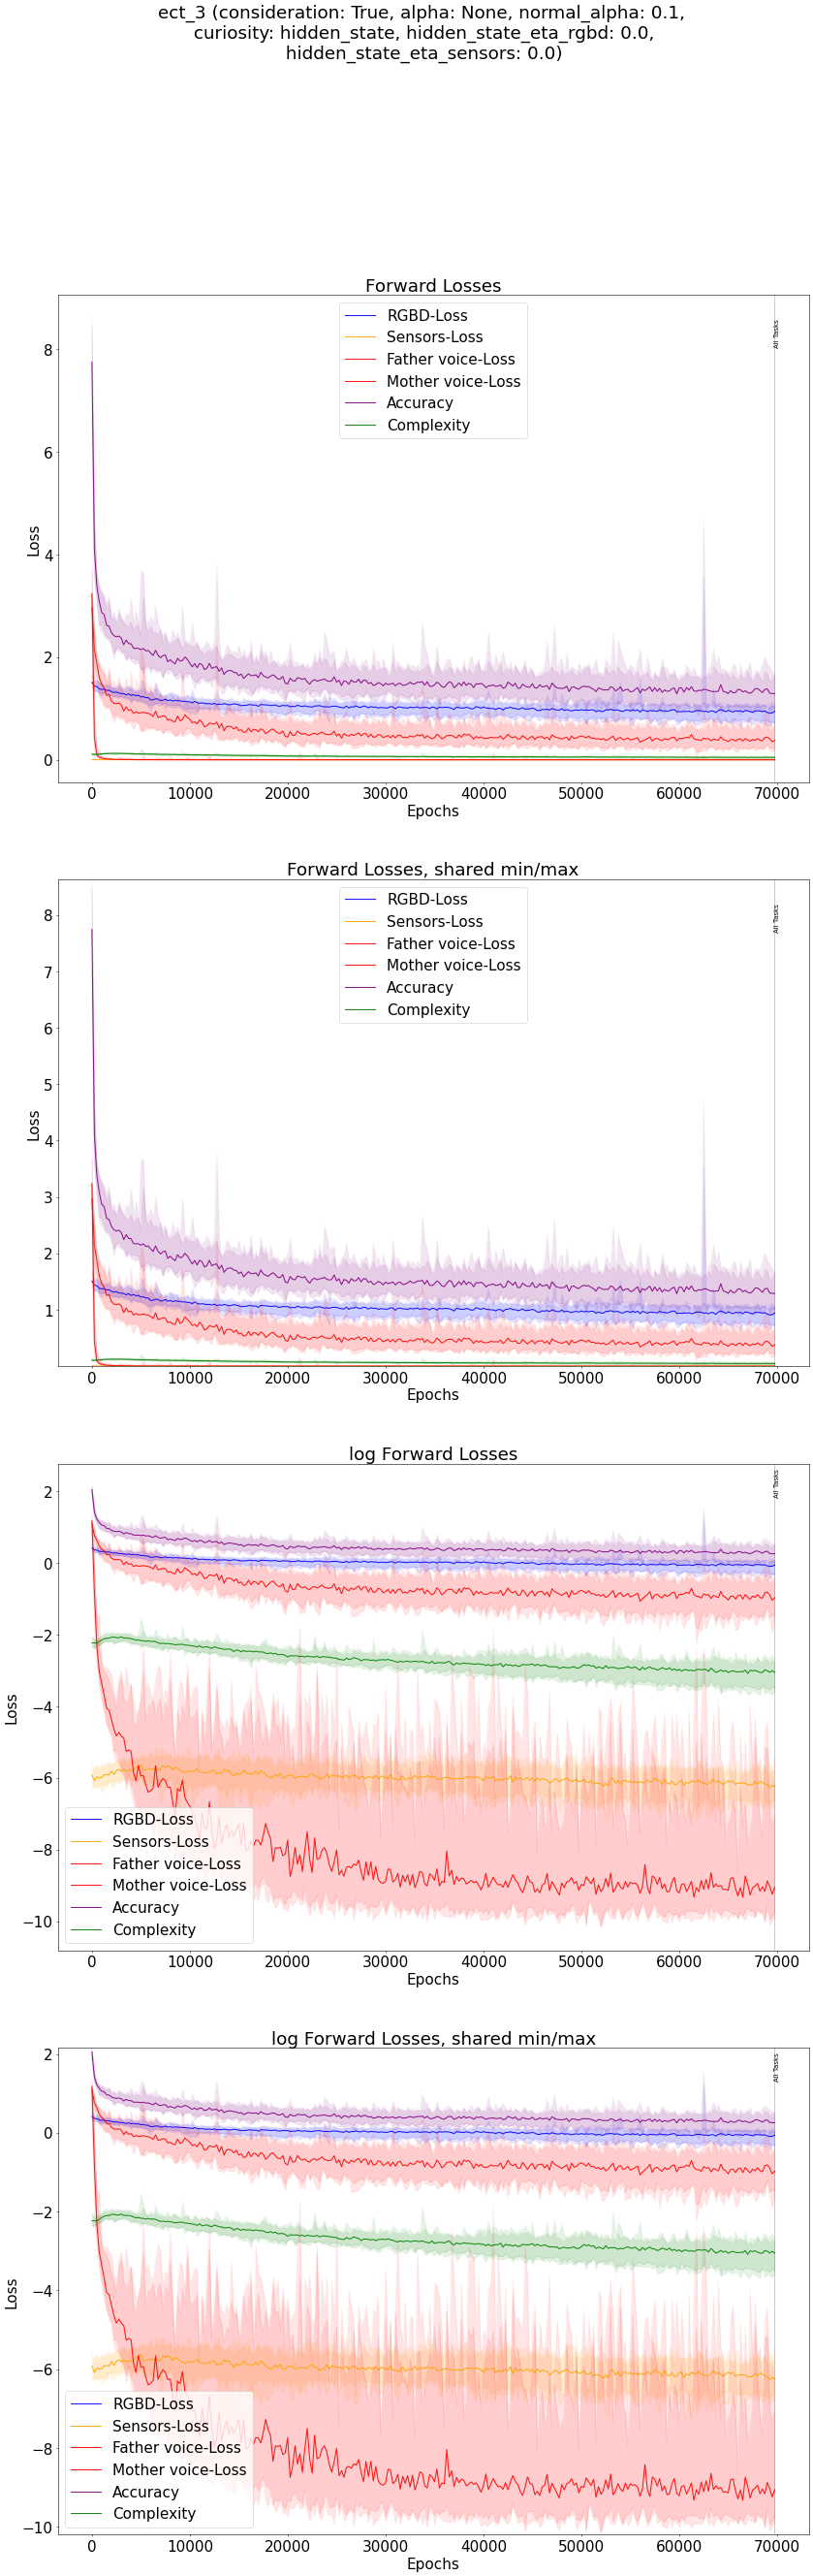 ect_3 (consideration: True, alpha: None, normal_alpha: 0.1,
curiosity: hidden_state, hidden_state_eta_rgbd: 0.0,
hidden_state_eta_sensors: 0.0)
Forward Losses
RGBD-Loss
Sensors-Loss
Father voice-Loss
Mother voice-Loss
Accuracy
Complexity
All Tasks
Loss
8
6
4
2
0
0 10000 20000 30000 40000 50000 60000 70000
Epochs
Forward Losses, shared min/max
RGBD-Loss
Sensors-Loss
Father voice-Loss
Mother voice-Loss
Accuracy
Complexity
All Tasks
Loss
8
7
6
5
4
3
2
1
0 10000 20000 30000 40000 50000 60000 70000
Epochs
log Forward Losses
All Tasks
Loss
2
0
−2
−4
−6
−8
−10
RGBD-Loss
Sensors-Loss
Father voice-Loss
Mother voice-Loss
Accuracy
Complexity
0 10000 20000 30000 40000 50000 60000 70000
Epochs
log Forward Losses, shared min/max
All Tasks
Loss
2
0
−2
−4
−6
−8
−10
RGBD-Loss
Sensors-Loss
Father voice-Loss
Mother voice-Loss
Accuracy
Complexity
0 10000 20000 30000 40000 50000 60000 70000
Epochs